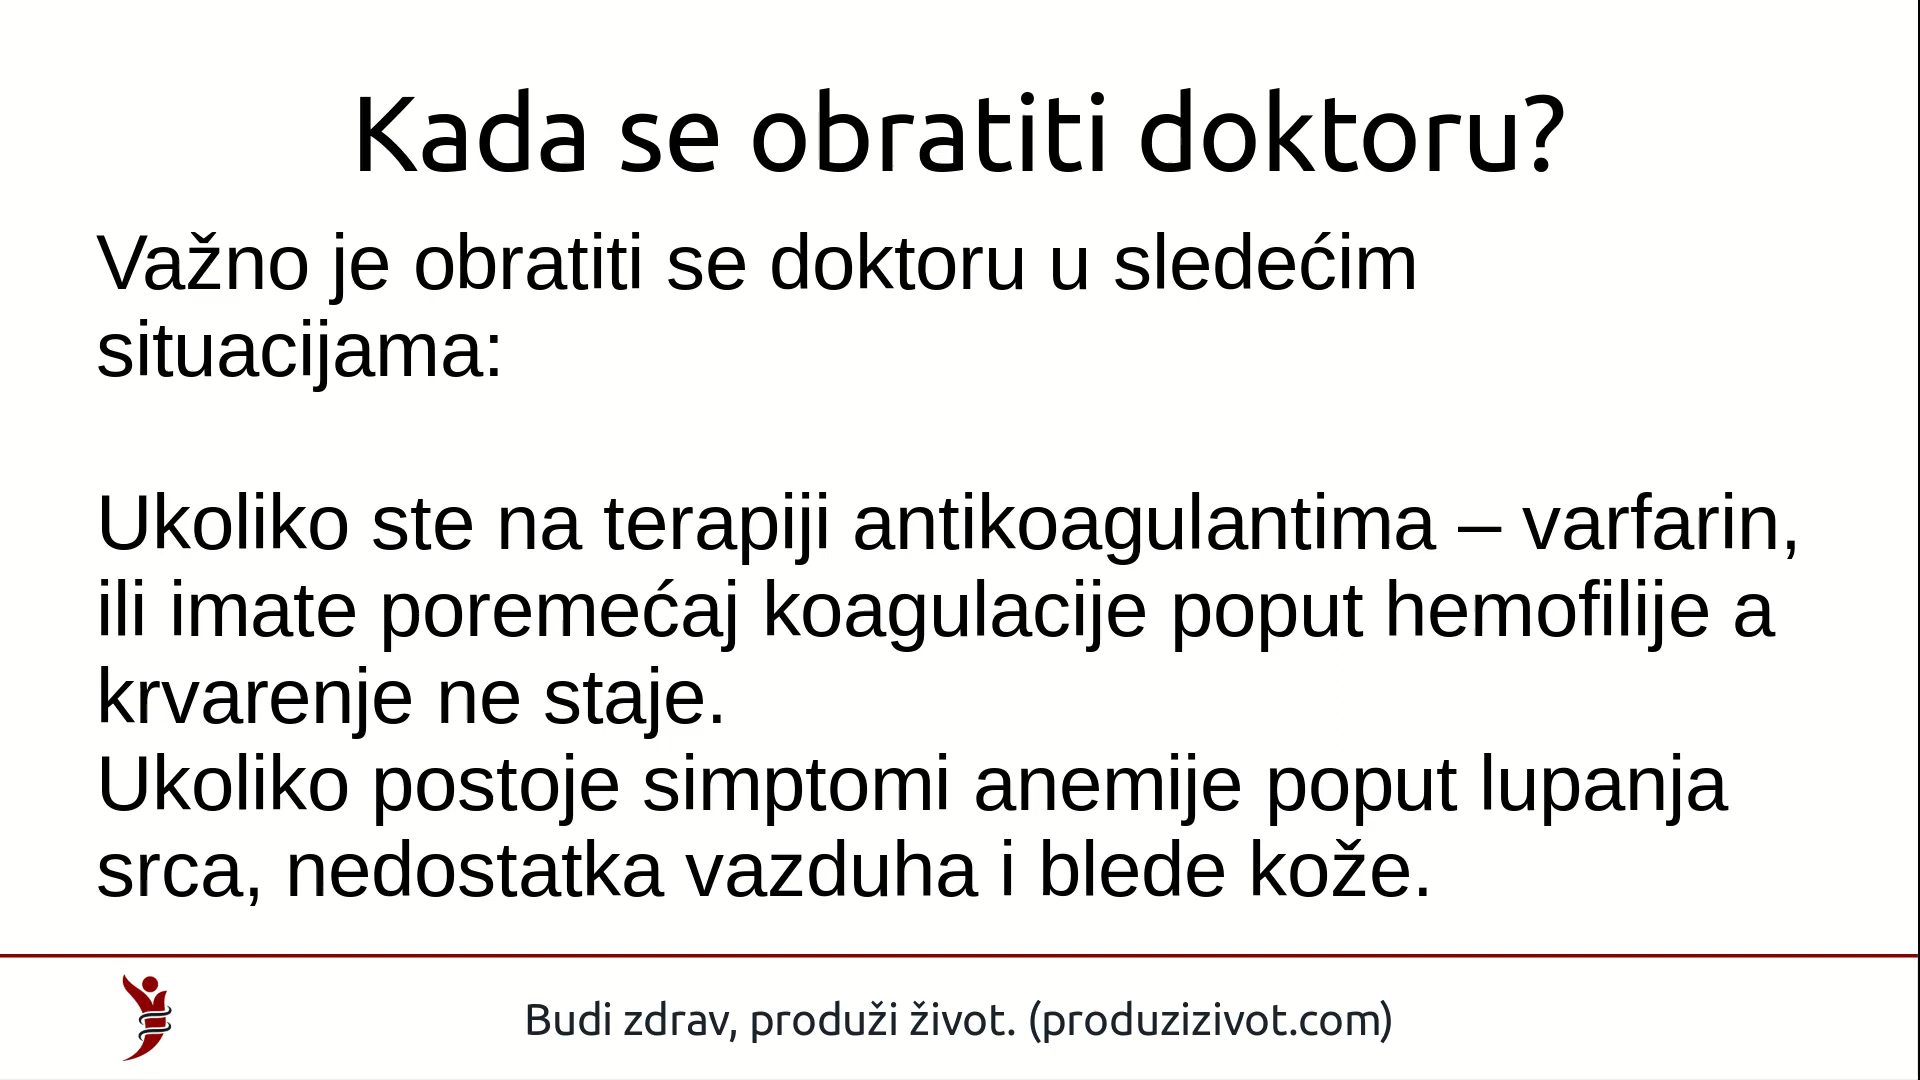 Kada se obratiti doktoru?
Važno je obratiti se doktoru u sledećim
situacijama:
Ukoliko ste na terapiji antikoagulantima – varfarin,
ili imate poremećaj koagulacije poput hemofilije a
krvarenje ne staje.
Ukoliko postoje simptomi anemije poput lupanja
srca, nedostatka vazduha i blede kože.
Budi zdrav, produži život. (produzizivot.com)